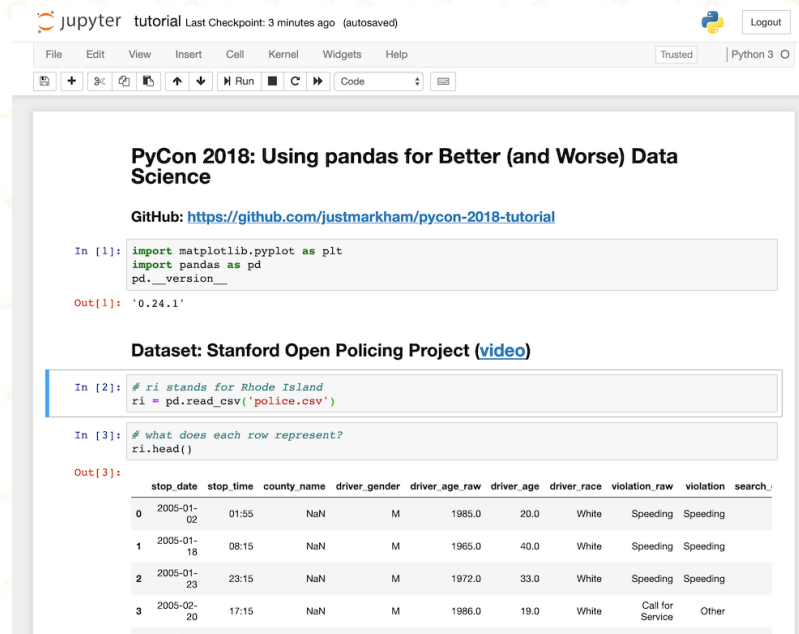 jupyter tutorial Last Checkpoint: 3 minutes ago (autosaved) Logout
File Edit View Insert Cell Kernel Widgets Help Trusted Python 3
Run Code
PyCon 2018: Using pandas for Better (and Worse) Data
Science
GitHub: https://github.com/justmarkham/pycon-2018-tutorial
In [1]: import matplotlib.pyplot as plt
import pandas as pd
pd.__version__
Out[1]: '0.24.1'
Dataset: Stanford Open Policing Project (video)
In [2]: # ri stands for Rhode Island
ri = pd.read_csv('police.csv')
In [3]: # what does each row represent?
ri.head()
Out[3]:
stop_date stop_time county_name driver_gender driver_age_raw driver_age driver_race violation_raw violation search_
0 2005-01-02 01:55 NaN M 1985.0 20.0 White Speeding Speeding
1 2005-01-18 08:15 NaN M 1965.0 40.0 White Speeding Speeding
2 2005-01-23 23:15 NaN M 1972.0 33.0 White Speeding Speeding
3 2005-02-20 17:15 NaN M 1986.0 19.0 White Call for Service Other